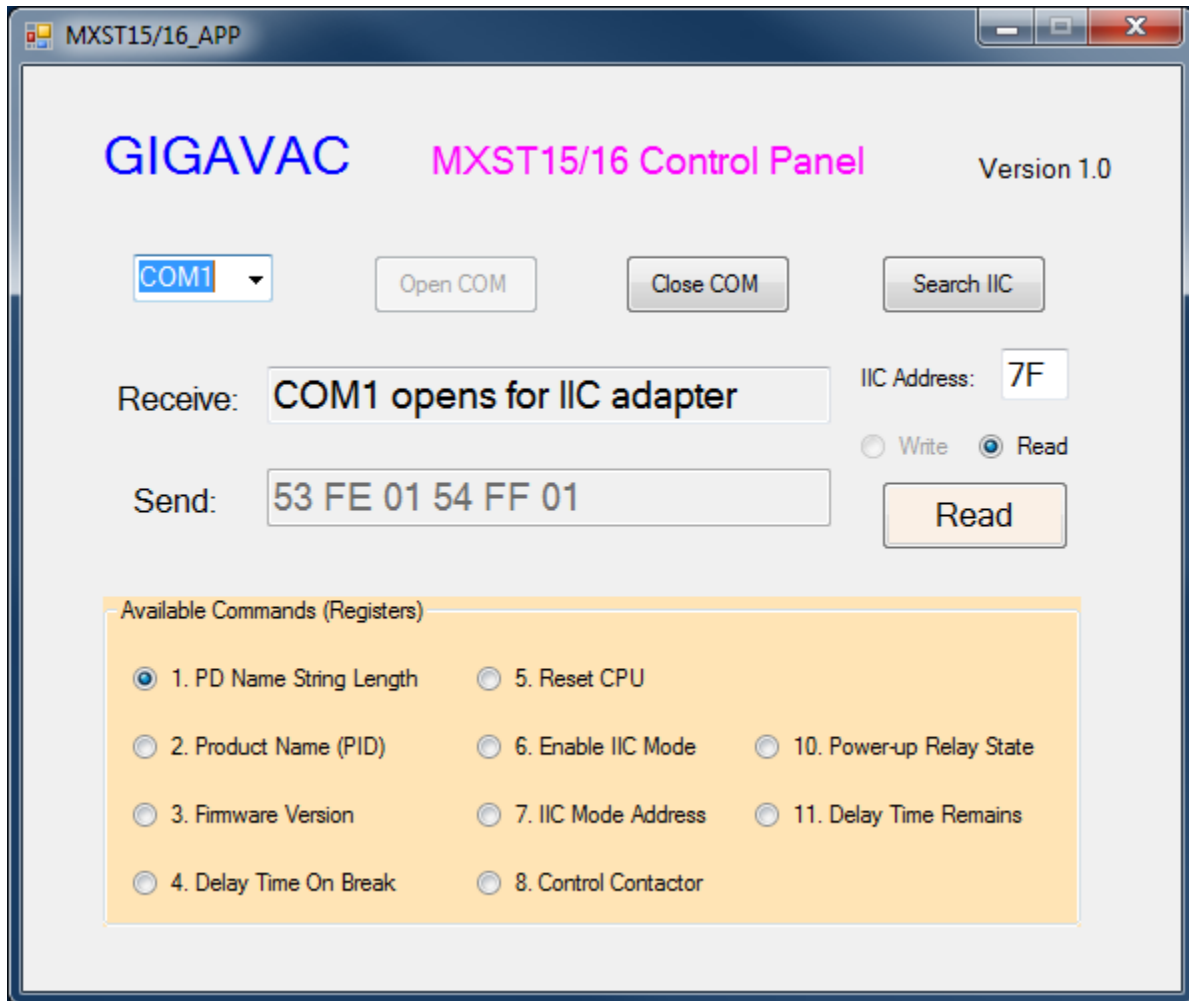 MXST15/16_APP
GIGAVAC MXST15/16 Control Panel Version 1.0
COM1 Open COM Close COM Search IIC
Receive: COM1 opens for IIC adapter IIC Address: 7F
Write Read
Send: 53 FE 01 54 FF 01 Read
Available Commands (Registers)
1. PD Name String Length 5. Reset CPU
2. Product Name (PID) 6. Enable IIC Mode 10. Power-up Relay State
3. Firmware Version 7. IIC Mode Address 11. Delay Time Remains
4. Delay Time On Break 8. Control Contactor